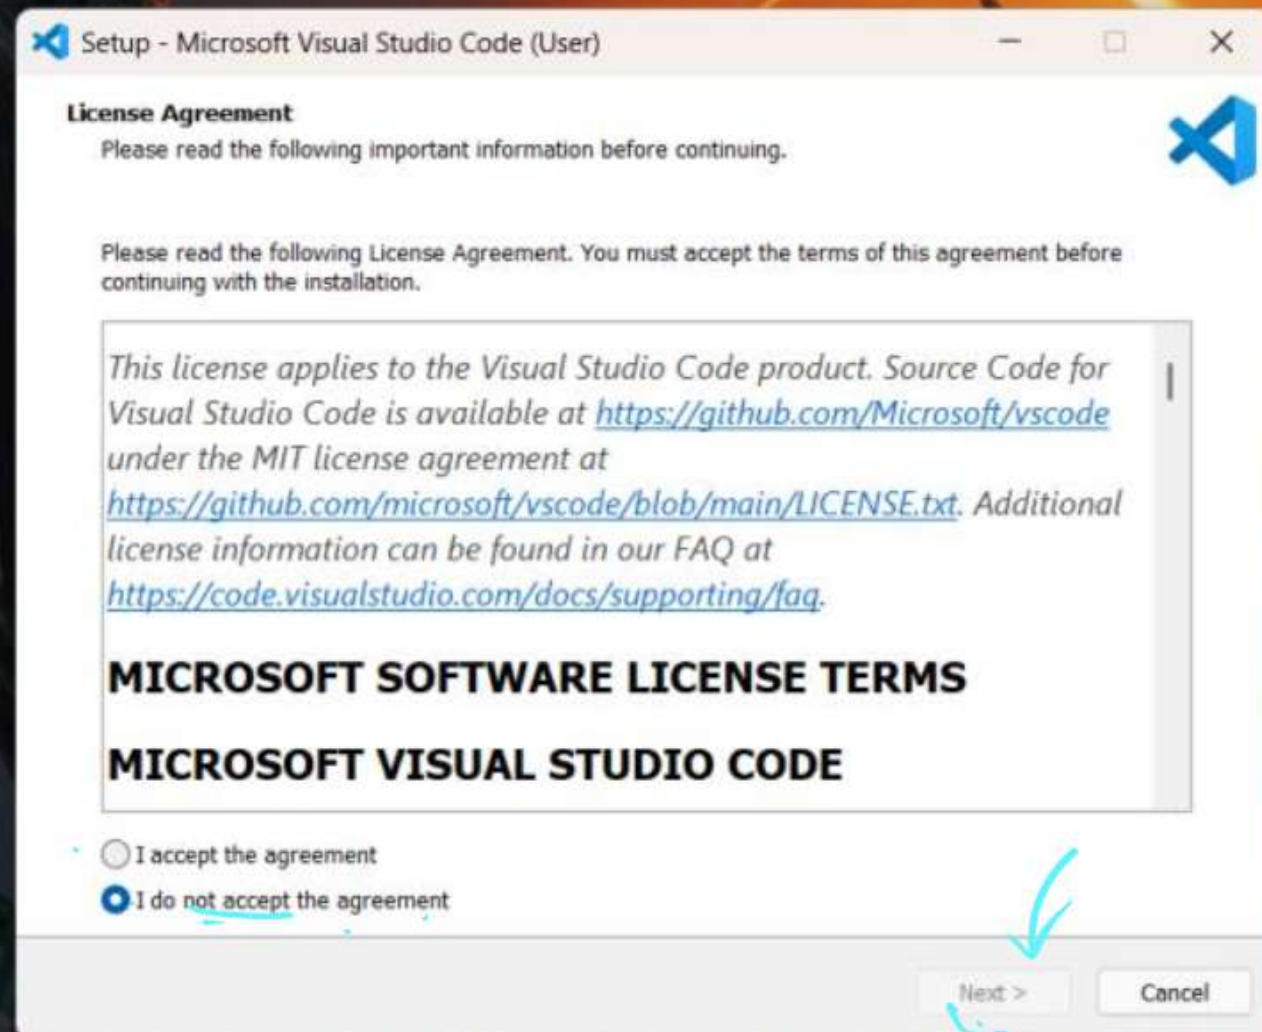 Setup - Microsoft Visual Studio Code (User)
License Agreement
Please read the following important information before continuing.
Please read the following License Agreement. You must accept the terms of this agreement before
continuing with the installation.
This license applies to the Visual Studio Code product. Source Code for
Visual Studio Code is available at https://github.com/Microsoft/vscode
under the MIT license agreement at
https://github.com/microsoft/vscode/blob/main/LICENSE.txt. Additional
license information can be found in our FAQ at
https://code.visualstudio.com/docs/supporting/faq.
MICROSOFT SOFTWARE LICENSE TERMS
MICROSOFT VISUAL STUDIO CODE
I accept the agreement
I do not accept the agreement
Next >
Cancel